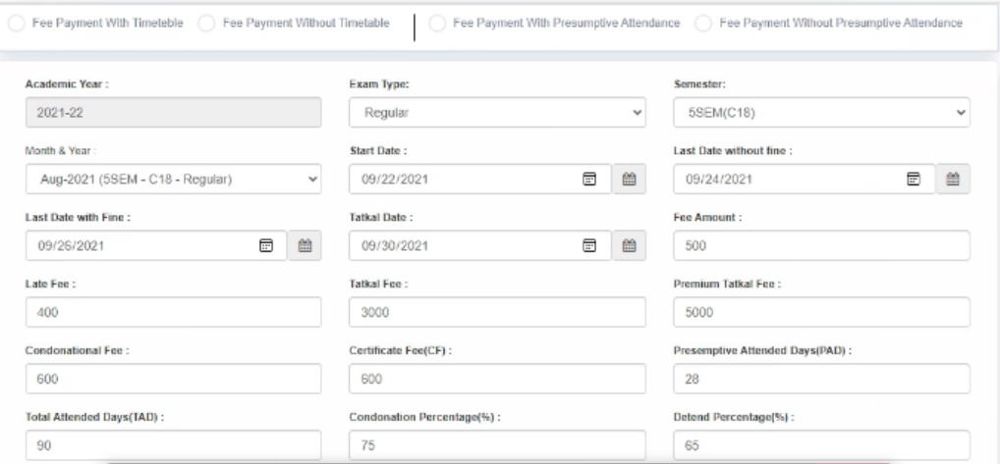 Fee Payment With Timeteble Fee Payment Without Timetable Fee Payment With Presumptive Attendance Fee Payment Without Presumptive Attendance
Academic Year : Exam Type: Semester:
2021-22 Regular 5SEM(C18)
Month & Year : Start Date : Last Date without fine :
Aug-2021 (5SEM - C18 - Regular) 09/22/2021 09/24/2021
Last Date with Fine : Tatkal Date : Fee Amount :
09/26/2021 09/30/2021 500
Late Fee : Tatkal Fee : Premium Tatkal Fee :
400 3000 5000
Condonational Fee : Certificate Fee(CF) : Presemptive Attended Days(PAD) :
600 600 28
Total Attended Days(TAD) : Condonation Percentage(%) : Detend Percentage(%) :
90 75 65